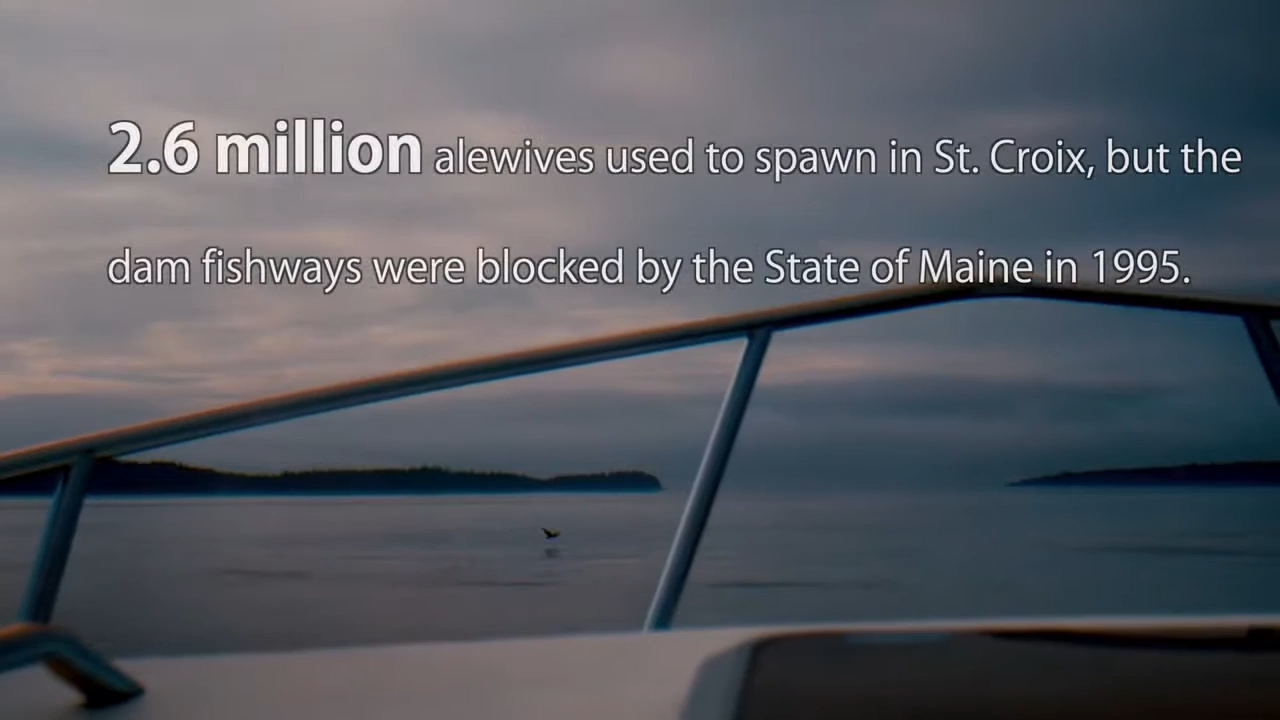 2.6 million alewives used to spawn in St. Croix, but the
dam fishways were blocked by the State of Maine in 1995.